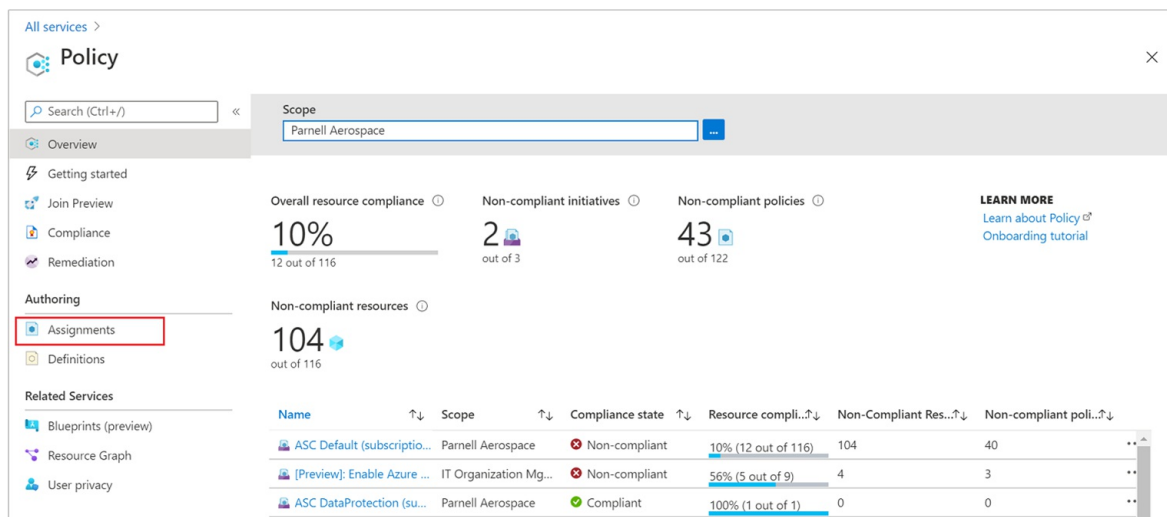 All services >
Policy
Search (Ctrl+/)
«
Overview
Getting started
Join Preview
Compliance
Remediation
Authoring
Assignments
Definitions
Related Services
Blueprints (preview)
Resource Graph
User privacy
Scope
Parnell Aerospace
...
Overall resource compliance
10%
12 out of 116
Non-compliant initiatives
2
out of 3
Non-compliant policies
43
out of 122
LEARN MORE
Learn about Policy
Onboarding tutorial
Non-compliant resources
104
out of 116
Name Scope Compliance state Resource compli... Non-Compliant Res... Non-compliant poli...
ASC Default (subscriptio... Parnell Aerospace Non-compliant 10% (12 out of 116) 104 40
[Preview]: Enable Azure ... IT Organization Mg... Non-compliant 56% (5 out of 9) 4 3
ASC DataProtection (su... Parnell Aerospace Compliant 100% (1 out of 1) 0 0